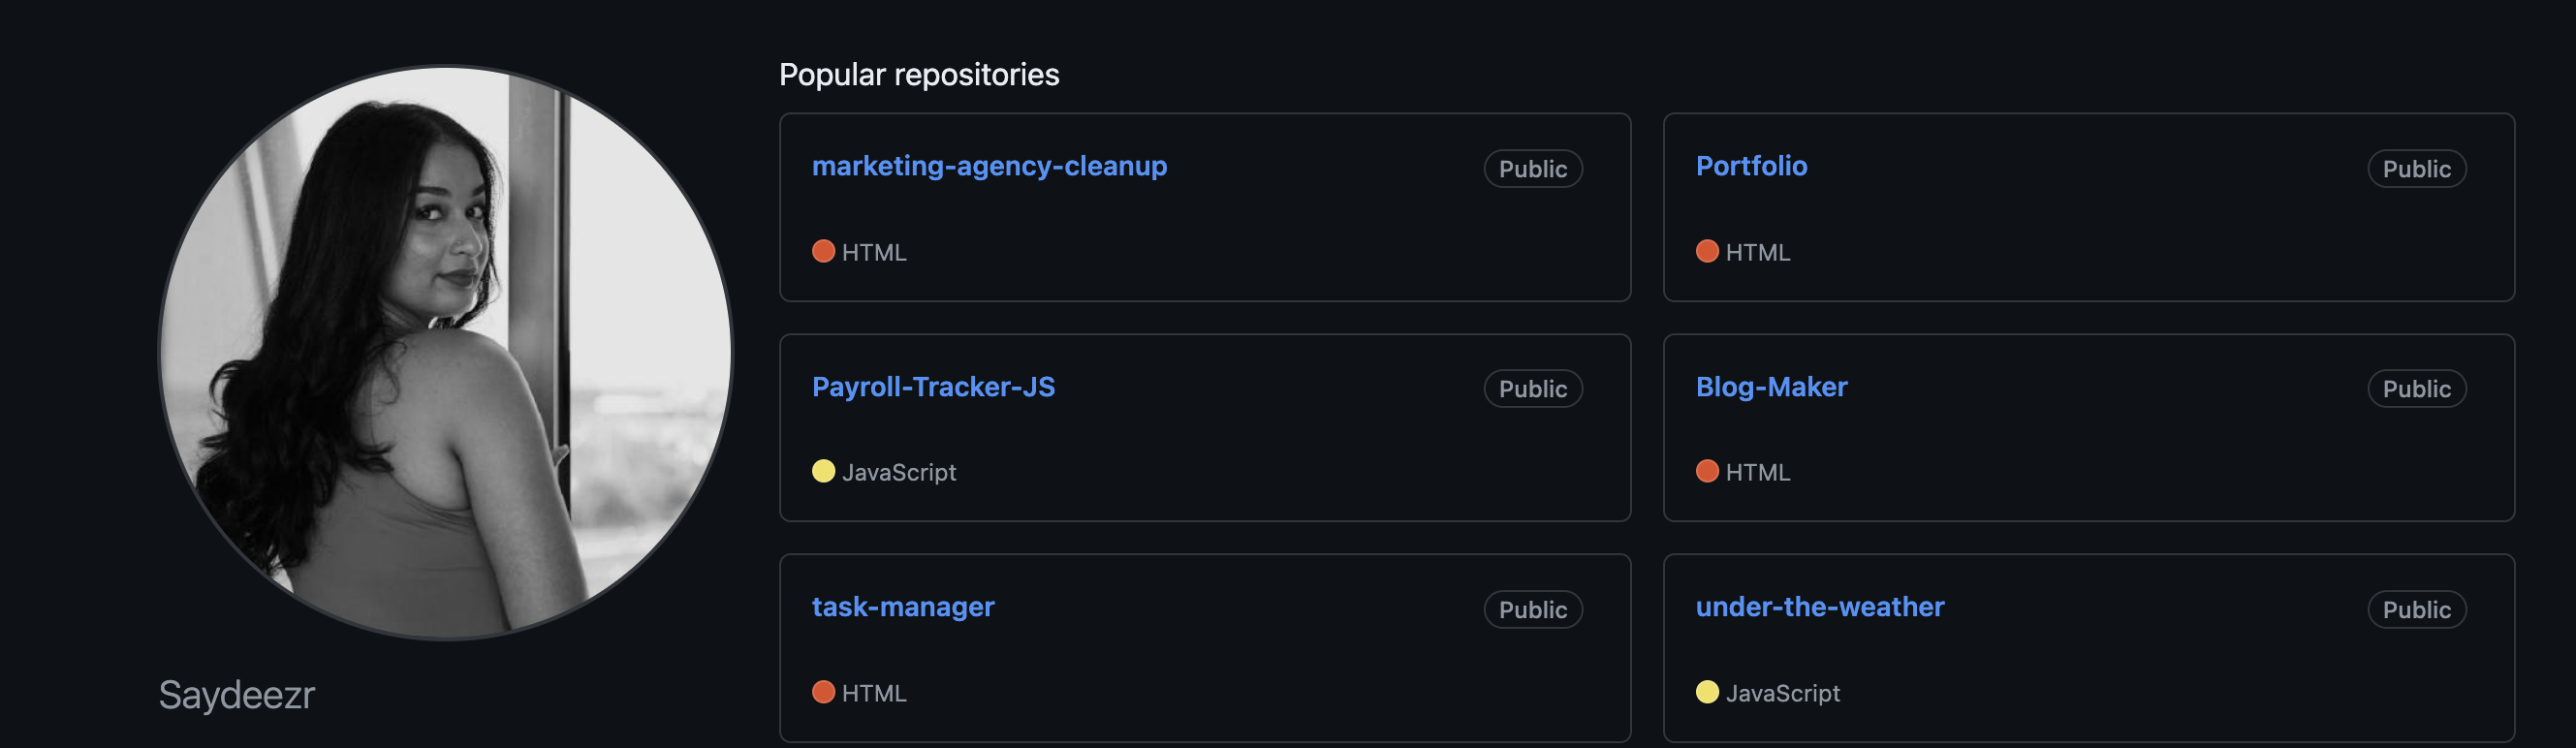 Popular repositories
marketing-agency-cleanup
Public
HTML
Portfolio
Public
HTML
Payroll-Tracker-JS
Public
JavaScript
Blog-Maker
Public
HTML
task-manager
Public
HTML
under-the-weather
Public
JavaScript
Saydeezr